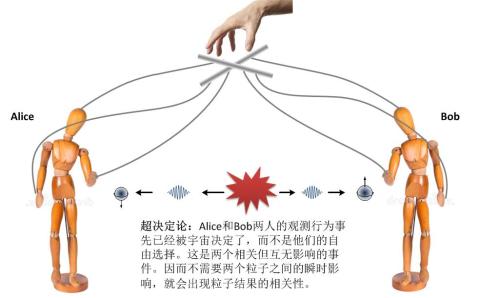 Alice
Bob
超决定论：Alice和Bob两人的观测行为事
先已经被宇宙决定了，而不是他们的自
由选择。这是两个相关但互无影响的事
件。因而不需要两个粒子之间的瞬时影
响，就会出现粒子结果的相关性。